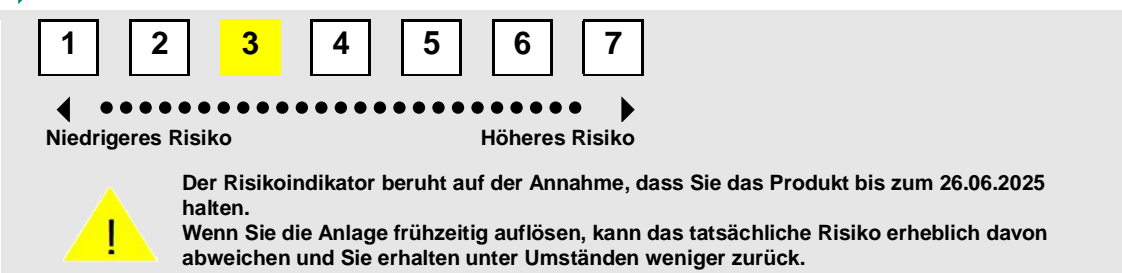 1 2 3 4 5 6 7
Niedrigeres Risiko Höheres Risiko
Der Risikoindikator beruht auf der Annahme, dass Sie das Produkt bis zum 26.06.2025
halten.
Wenn Sie die Anlage frühzeitig auflösen, kann das tatsächliche Risiko erheblich davon
abweichen und Sie erhalten unter Umständen weniger zurück.
!